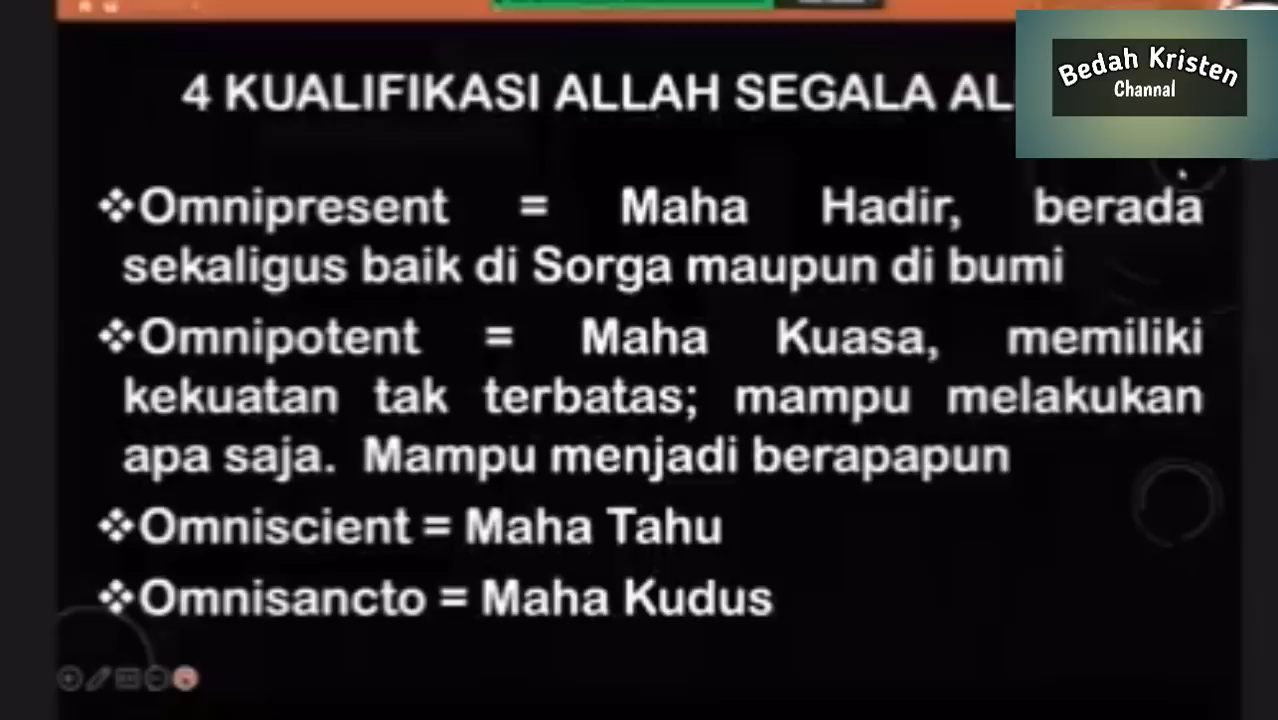 4 KUALIFIKASI ALLAH SEGALA
Bedah Kristen
Channal
❖Omnipresent = Maha Hadir, berada
sekaligus baik di Sorga maupun di bumi
❖Omnipotent = Maha Kuasa, memiliki
kekuatan tak terbatas; mampu melakukan
apa saja. Mampu menjadi berapapun
❖Omniscient = Maha Tahu
❖Omnisancto = Maha Kudus